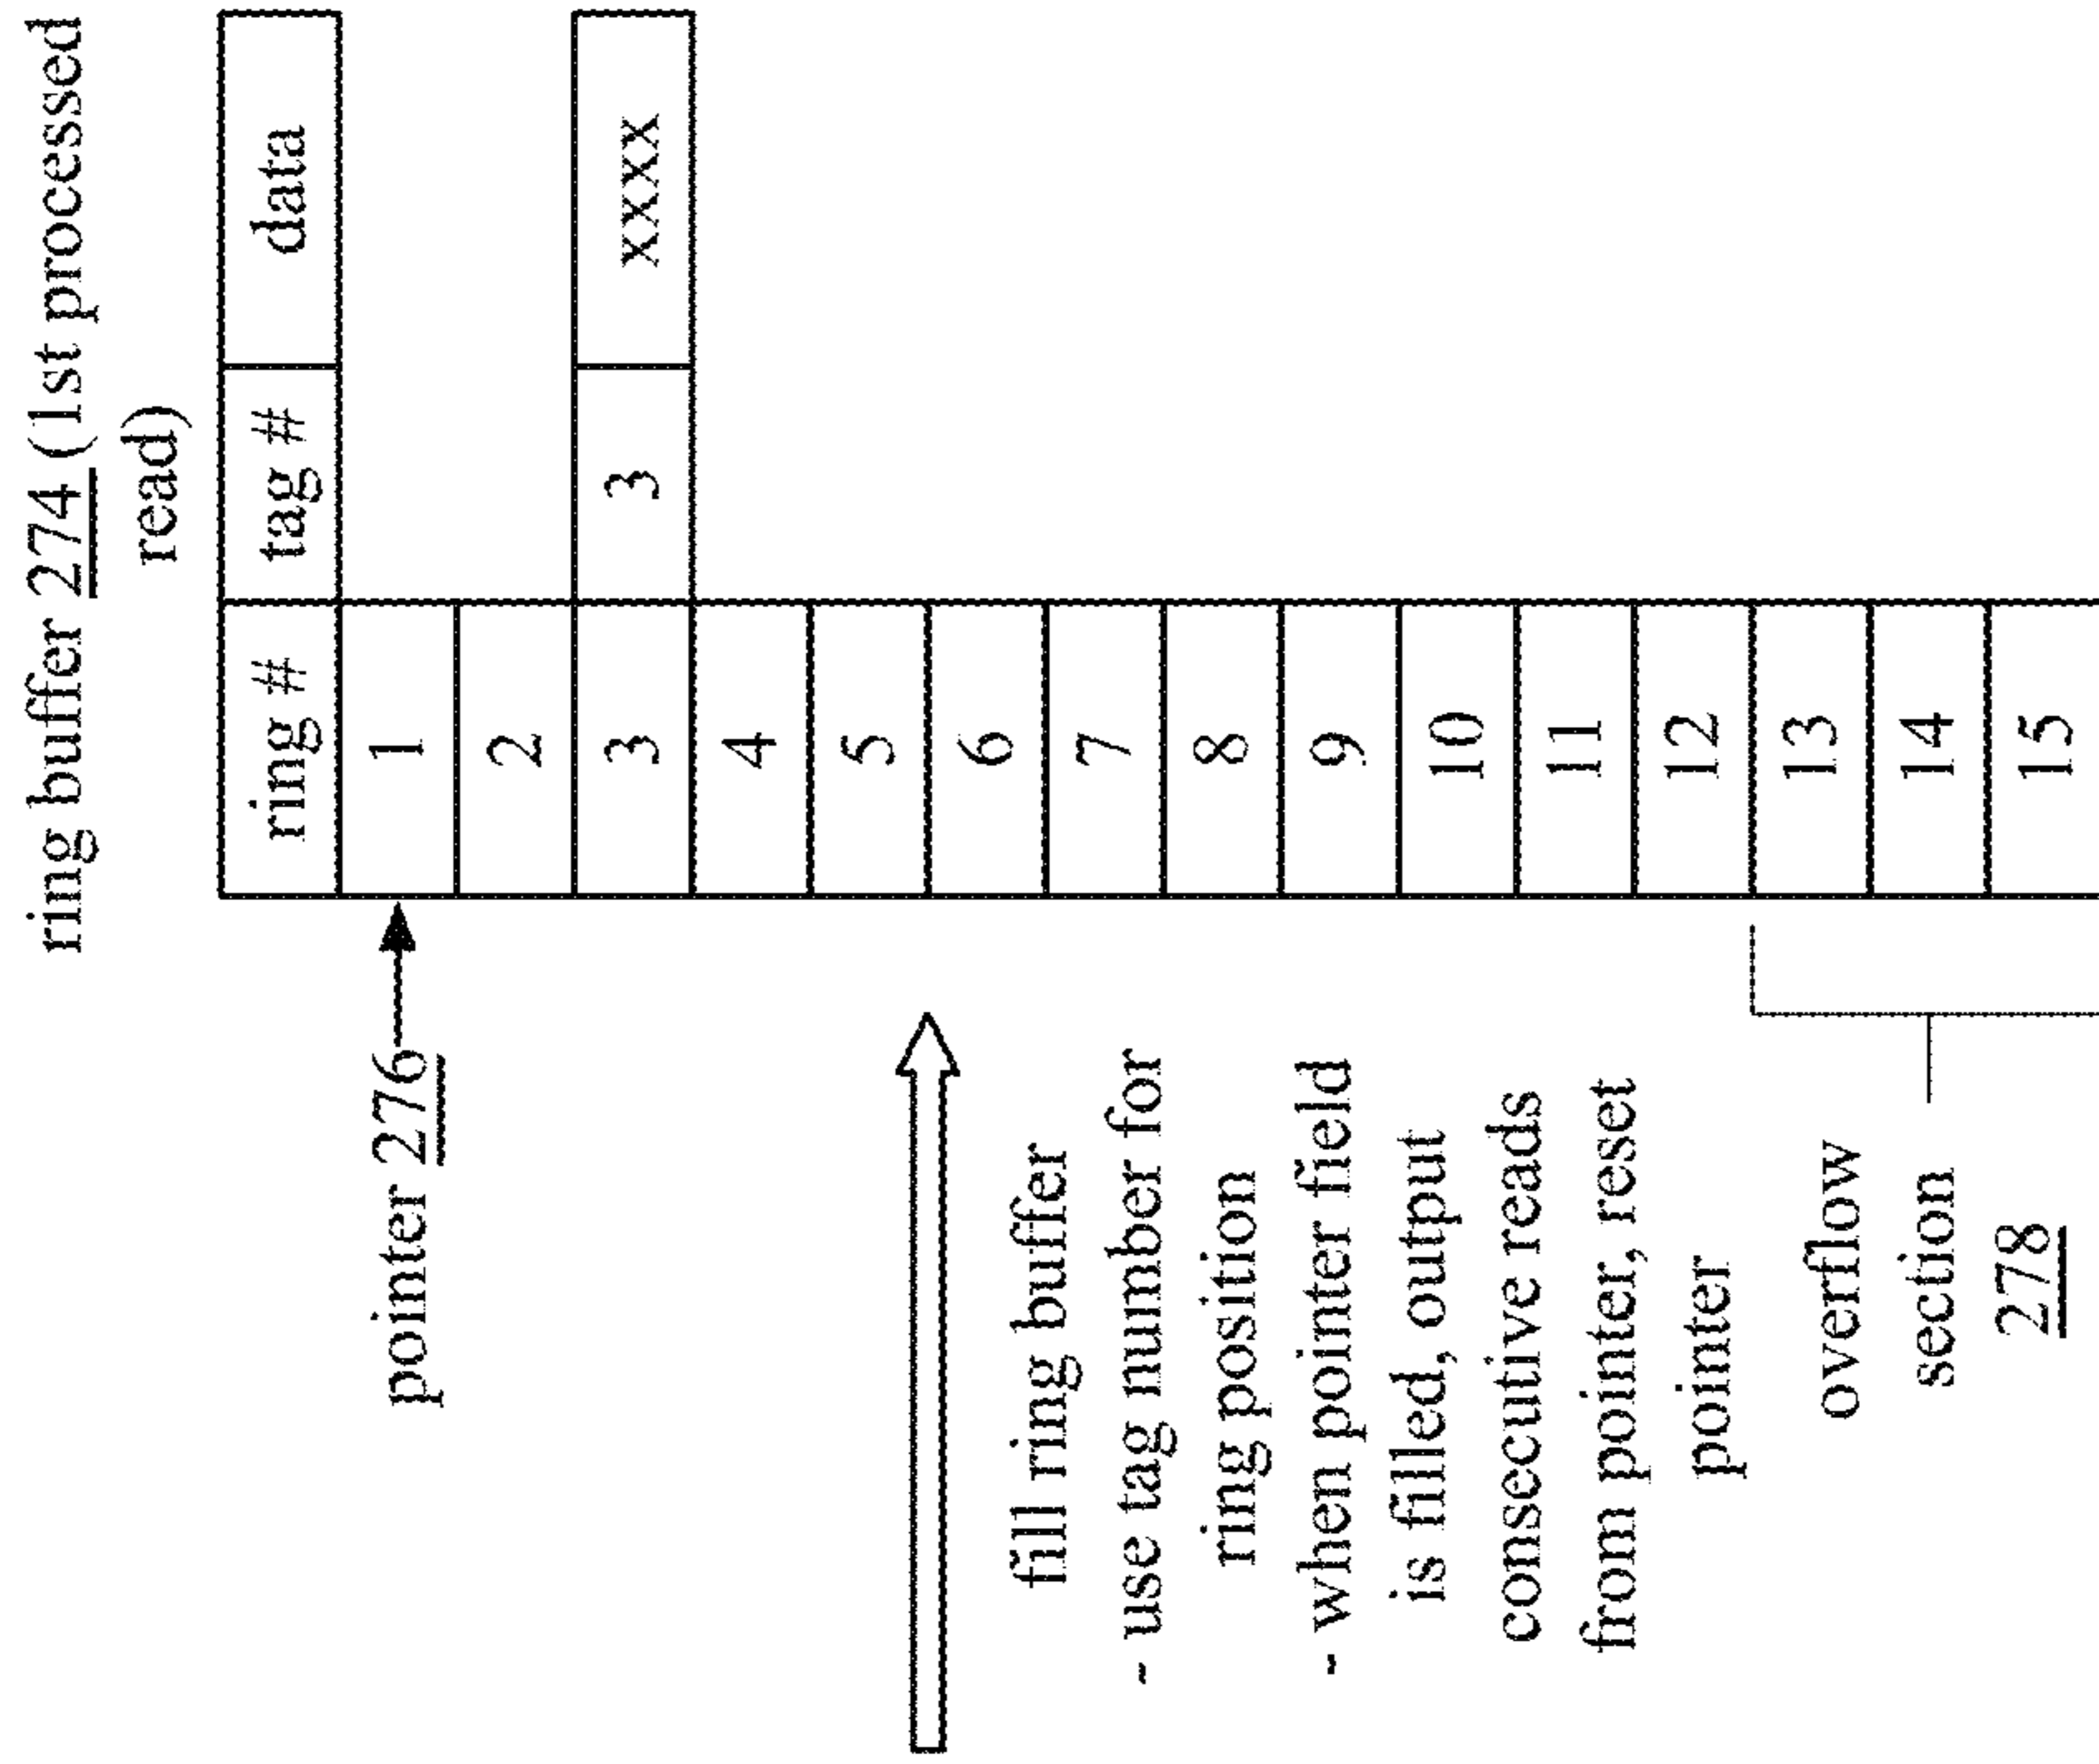 ring buffer 274 (1st processed
read)
ring # tag # data
pointer 276
1
2
3 3 xxxx
4
5
6
7
8
9
10
11
12
13
14
15
fill ring buffer
- use tag number for
ring position
- when pointer field
is filled, output
consecutive reads
from pointer, reset
pointer
overflow
section
278